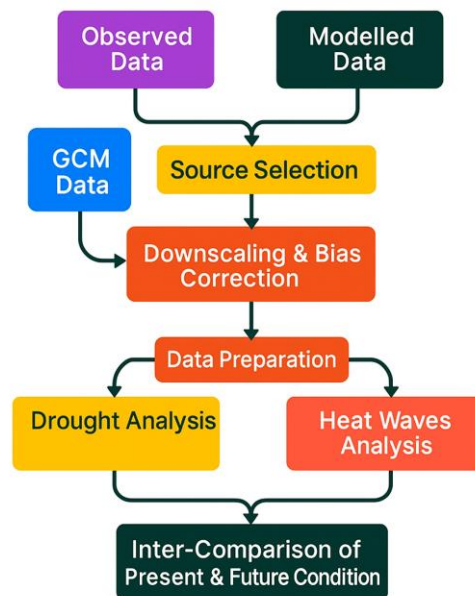 Observed
Data
Modelled
Data
GCM
Data
Source Selection
Downscaling & Bias
Correction
Data Preparation
Drought Analysis
Heat Waves
Analysis
Inter-Comparison of
Present & Future Condition